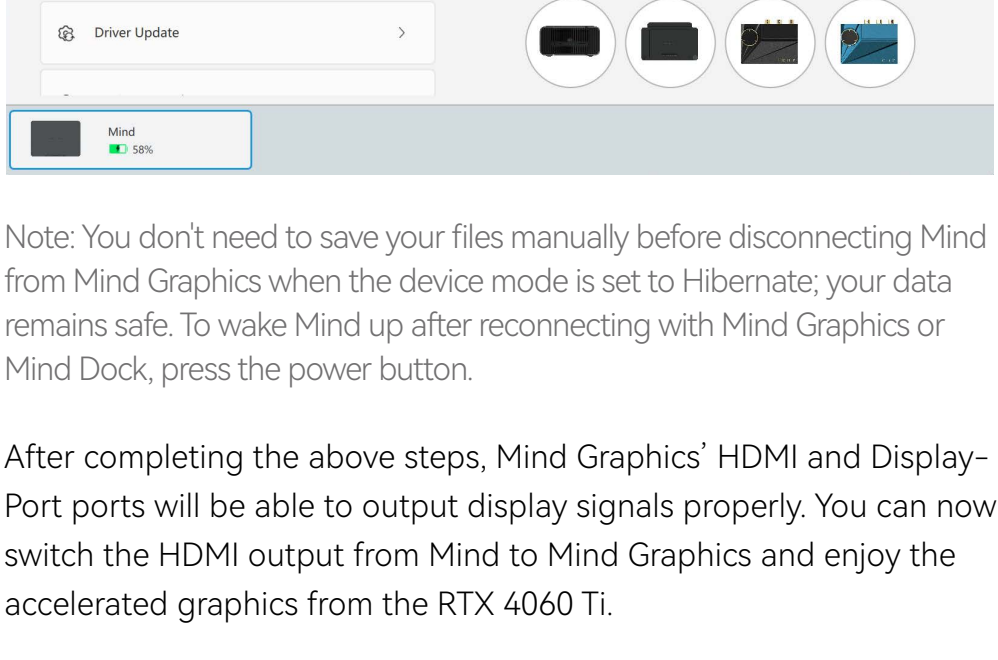 Driver Update
Mind
58%
Note: You don't need to save your files manually before disconnecting Mind
from Mind Graphics when the device mode is set to Hibernate; your data
remains safe. To wake Mind up after reconnecting with Mind Graphics or
Mind Dock, press the power button.
After completing the above steps, Mind Graphics’ HDMI and Display-
Port ports will be able to output display signals properly. You can now
switch the HDMI output from Mind to Mind Graphics and enjoy the
accelerated graphics from the RTX 4060 Ti.